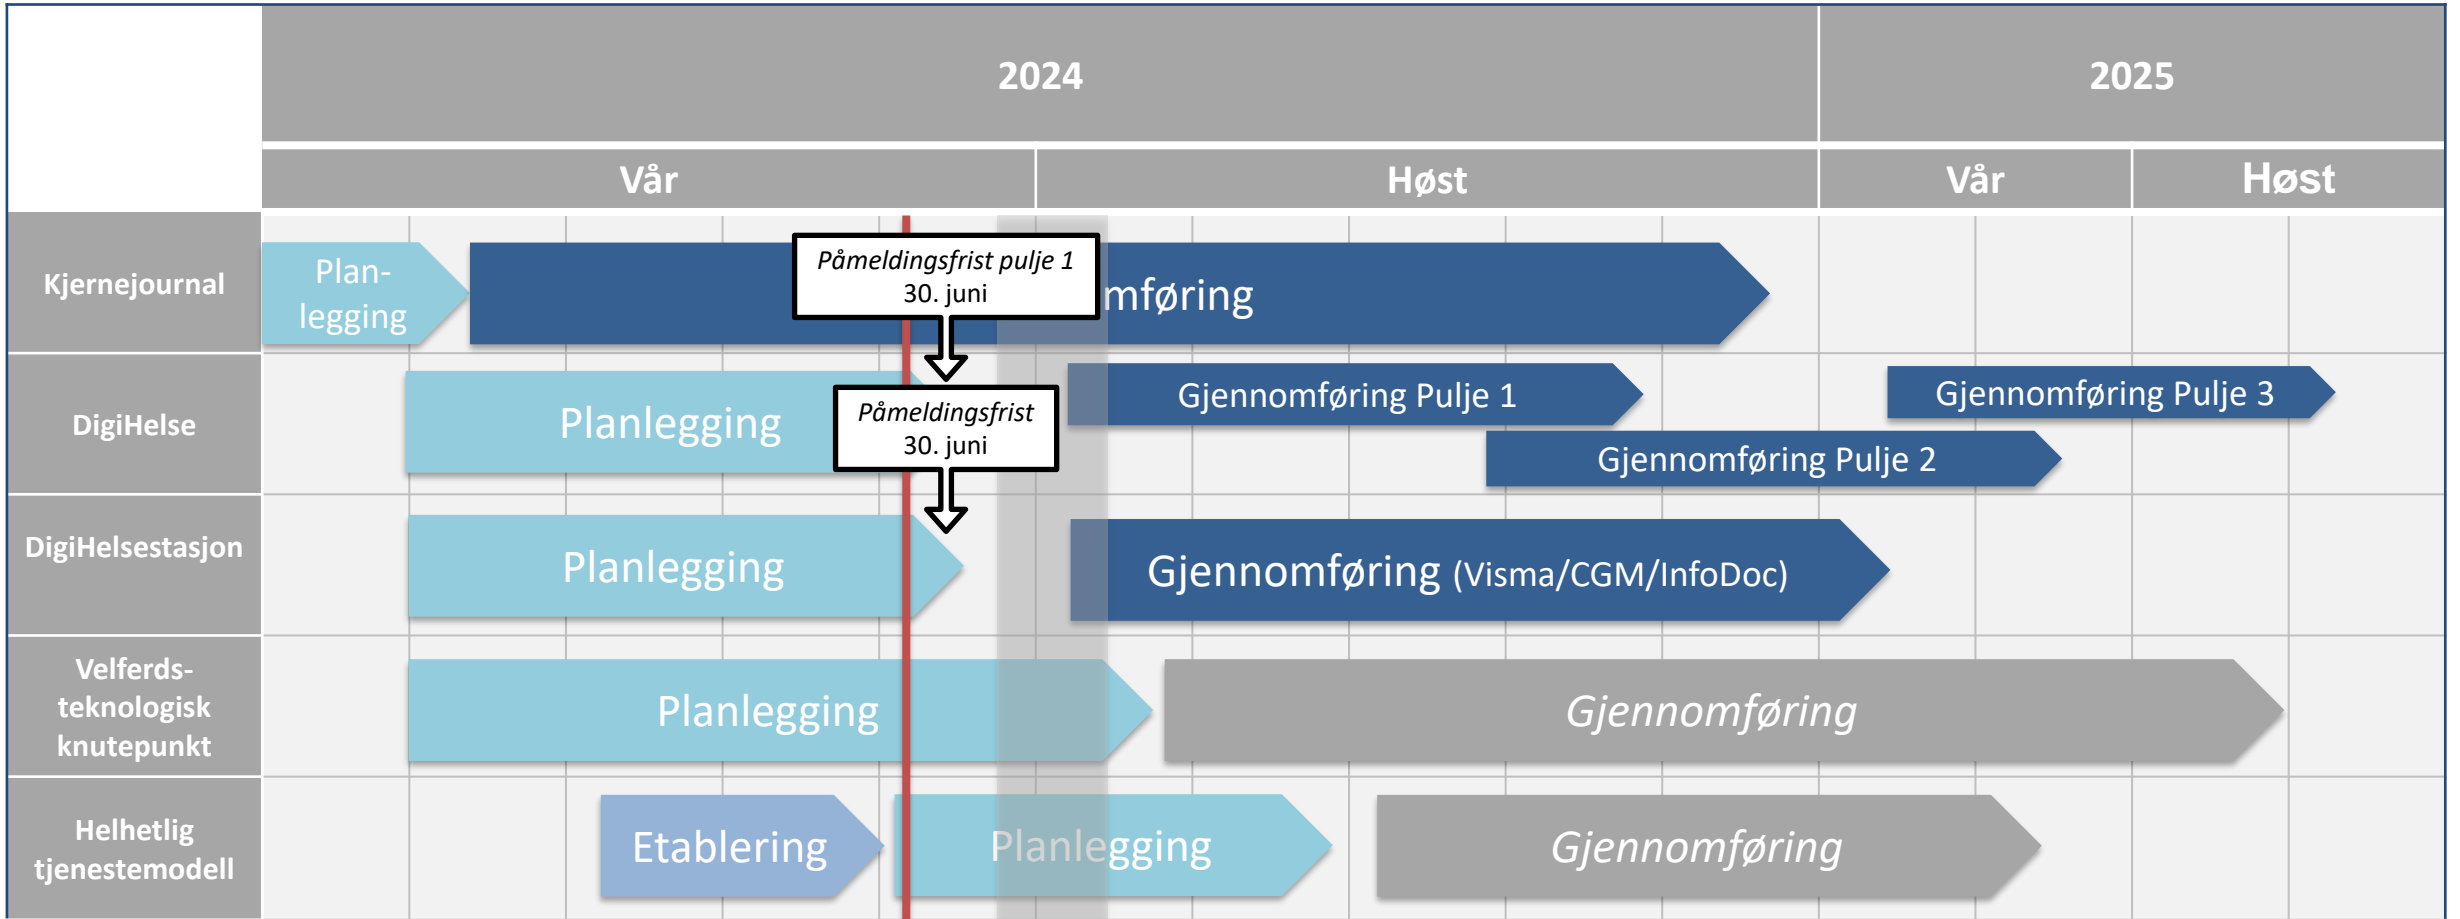 2024
2025
Vår
Høst
Vår
Høst
Kjernejournal
Plan-
legging
Påmeldingsfrist pulje 1
30. juni
mføring
DigiHelse
Planlegging
Påmeldingsfrist
30. juni
Gjennomføring Pulje 1
Gjennomføring Pulje 2
Gjennomføring Pulje 3
DigiHelsestasjon
Planlegging
Gjennomføring (Visma/CGM/InfoDoc)
Velferds-
teknologisk
knutepunkt
Planlegging
Gjennomføring
Helhetlig
tjenestemodell
Etablering
Planlegging
Gjennomføring